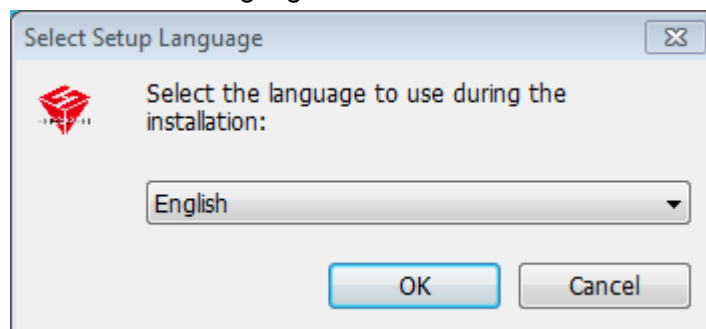 Select Setup Language
Select the language to use during the
installation:
English
OK
Cancel